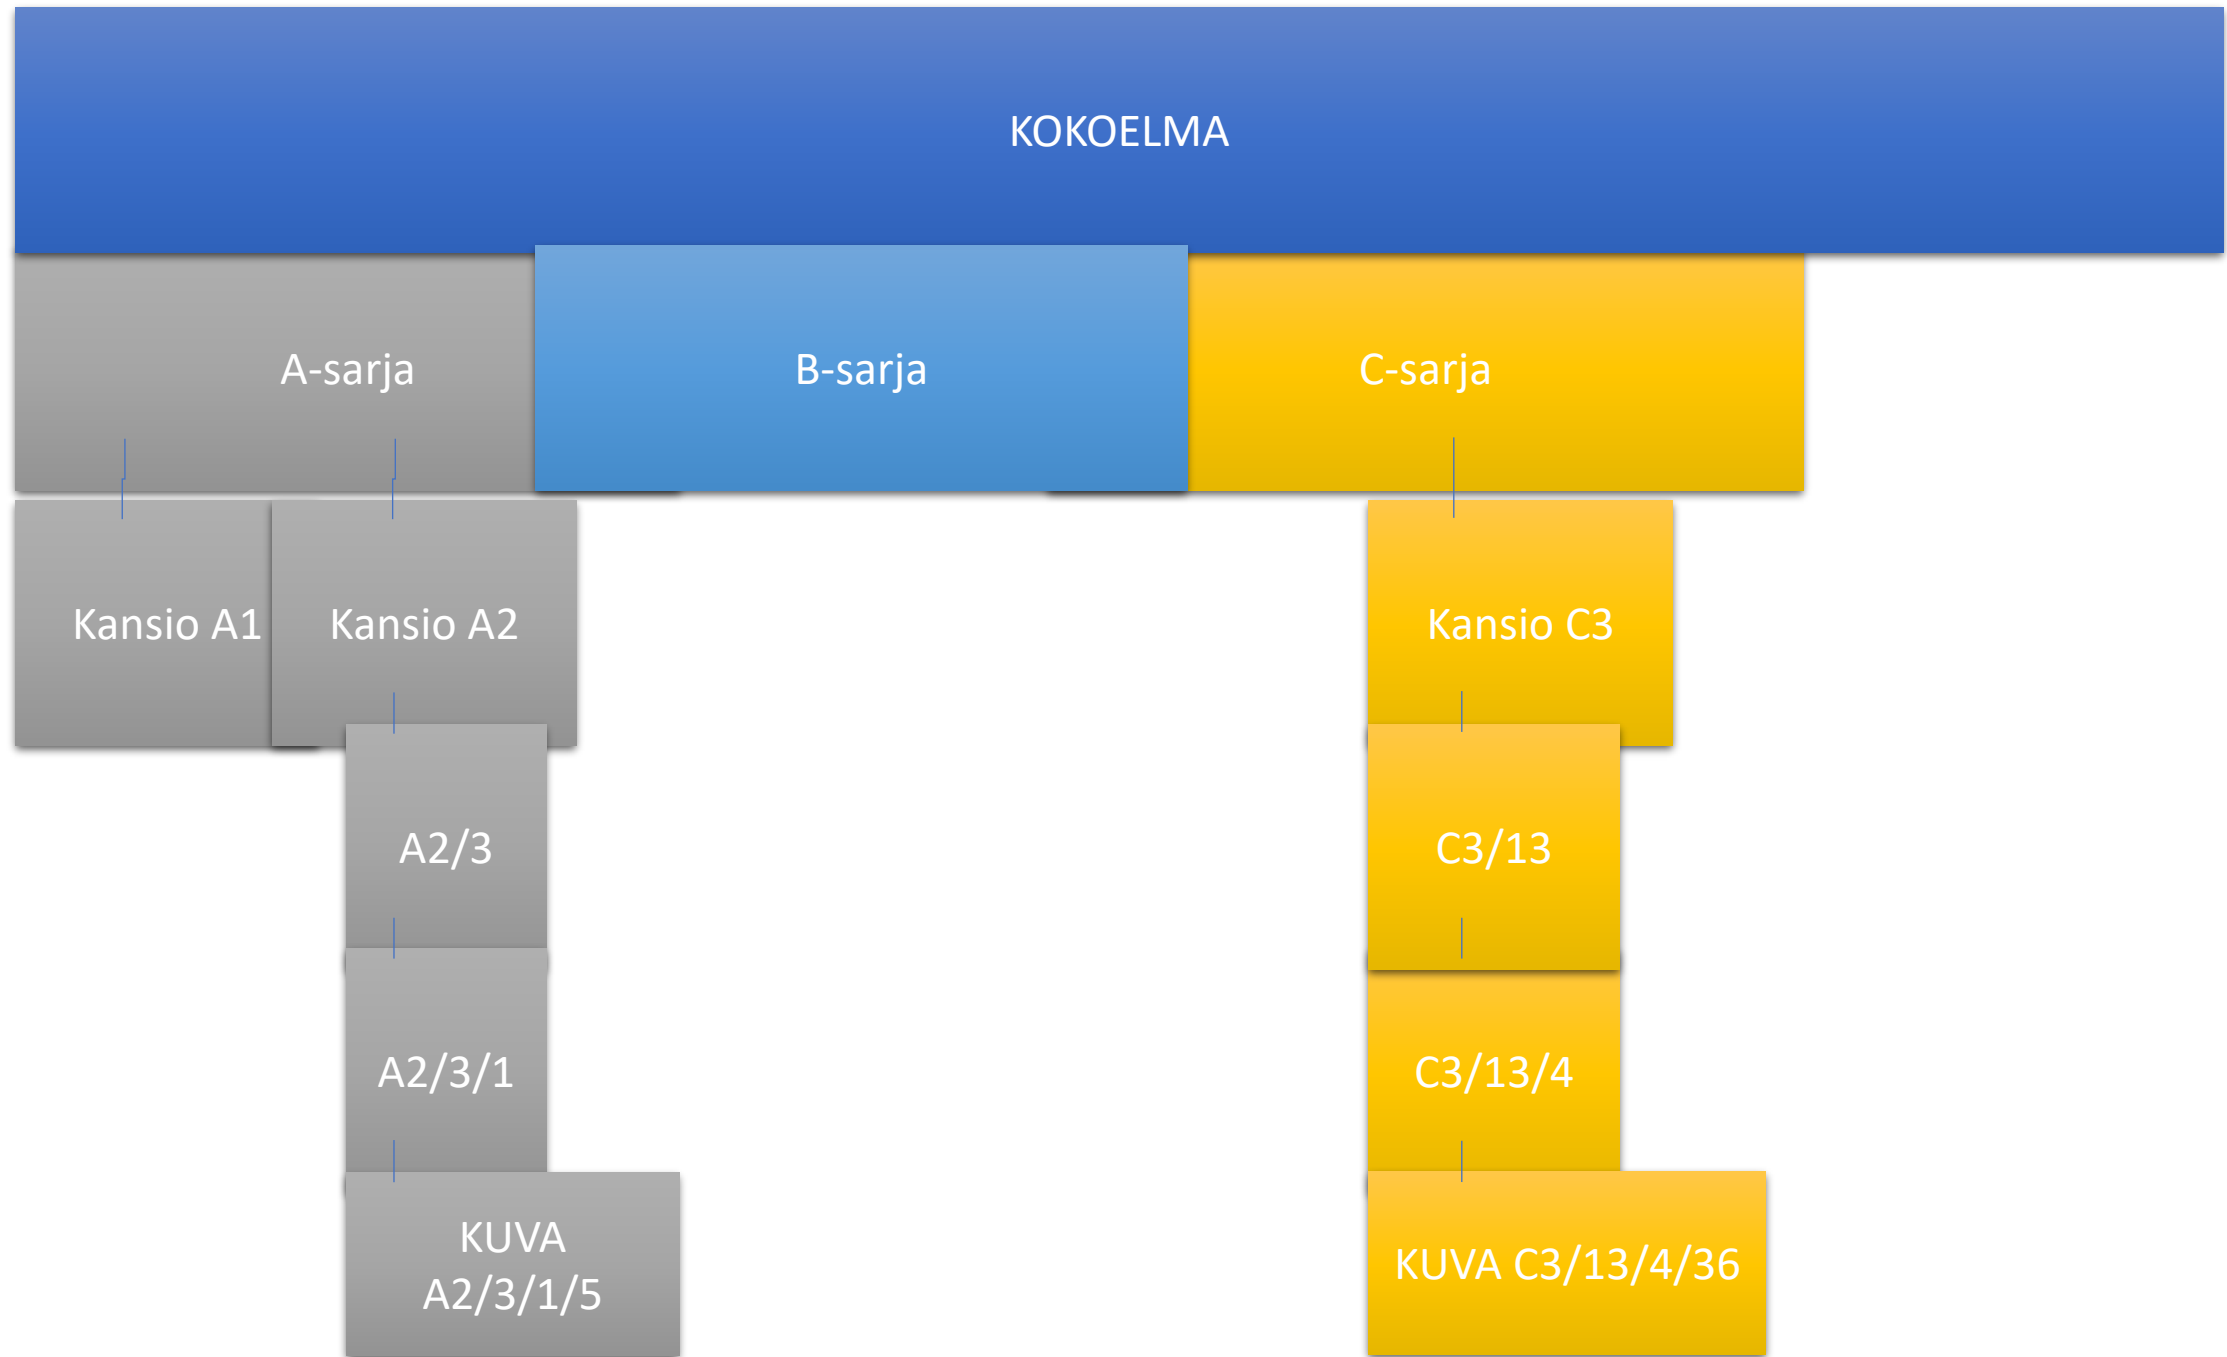 KOKOELMA
A-sarja
B-sarja
C-sarja
Kansio A1
Kansio A2
Kansio C3
A2/3
C3/13
A2/3/1
C3/13/4
KUVA
A2/3/1/5
KUVA C3/13/4/36